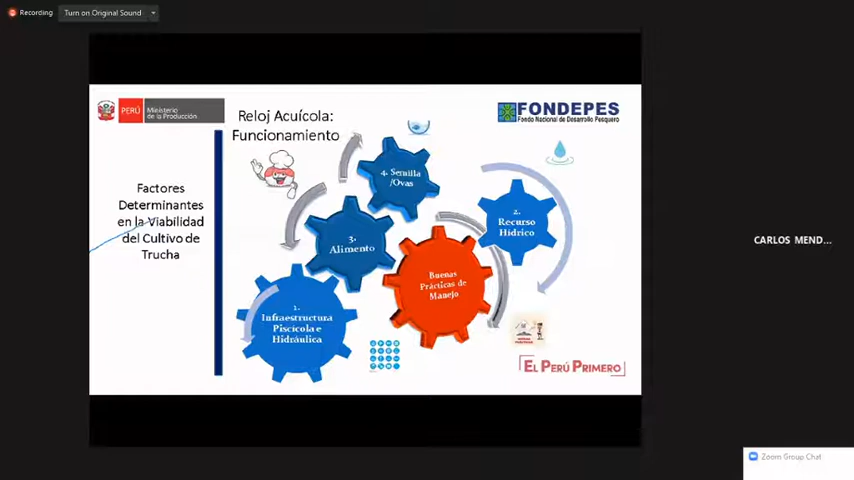 Recording
Turn on Original Sound
PERÚ
Ministerio
de la Producción
Reloj Acuícola:
Funcionamiento
FONDEPES
Fondo Nacional de Desarrollo Pesquero
Factores
Determinantes
en la Viabilidad
del Cultivo de
Trucha
4. Semilla
/Ovas
2.
Recurso
Hídrico
3.
Alimento
Buenas
Prácticas de
Manejo
1.
Infraestructura
Piscícola e
Hidráulica
EL PERÚ PRIMERO
CARLOS MEND...
Zoom Group Chat